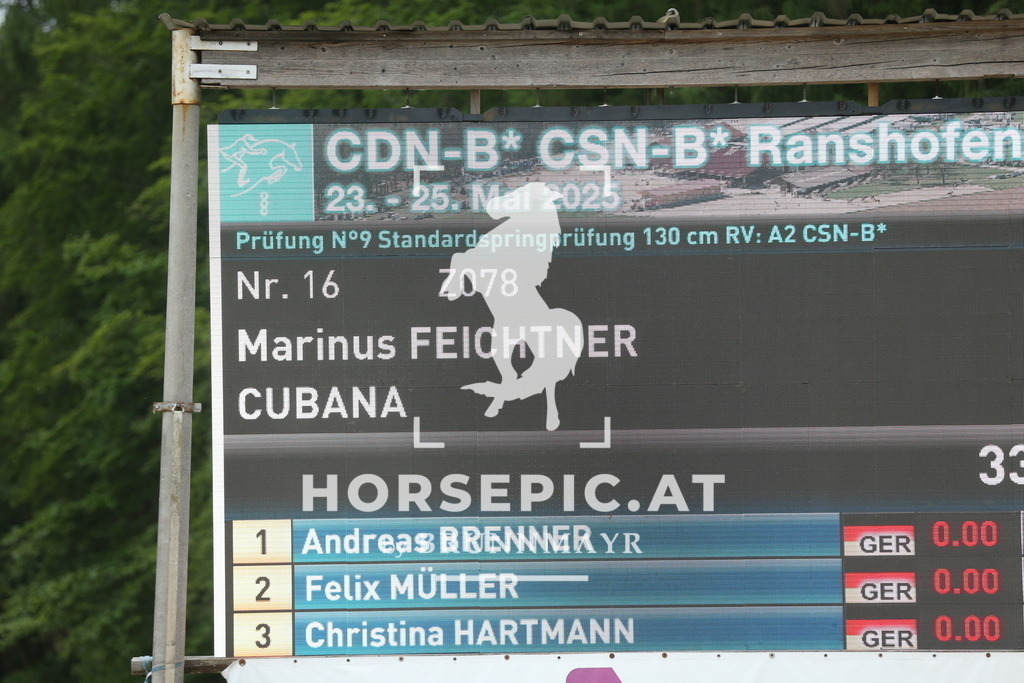 CDN-B* CSN-B* Ranshofen
23. - 25. Mai 2025
Prüfung N°9 Standardspringprüfung 130 cm RV: A2 CSN-B*
Nr. 16 Z078
Marinus FEICHTNER
CUBANA
33
HORSEPIC.AT
1 Andreas BRENNER GER 0.00
by BRUNNMAYR
2 Felix MÜLLER GER 0.00
3 Christina HARTMANN GER 0.00